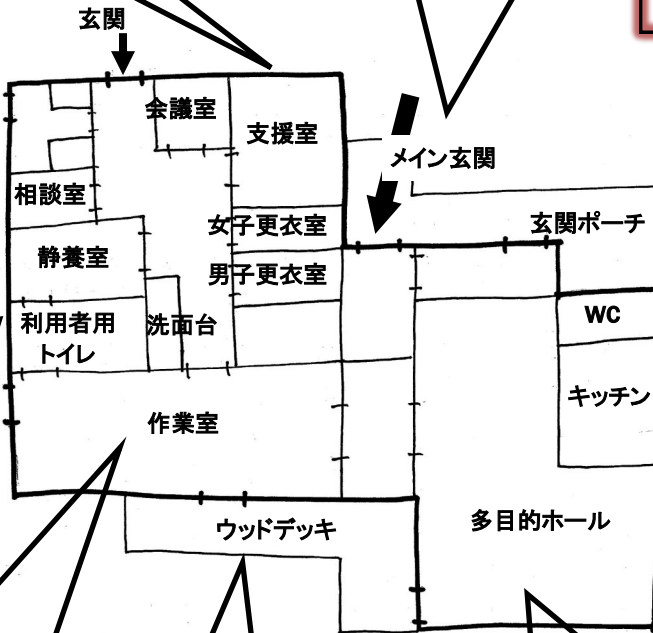 玄関
会議室
支援室
メイン玄関
相談室
女子更衣室
玄関ポーチ
静養室
男子更衣室
利用者用
トイレ
洗面台
WC
キッチン
作業室
多目的ホール
ウッドデッキ